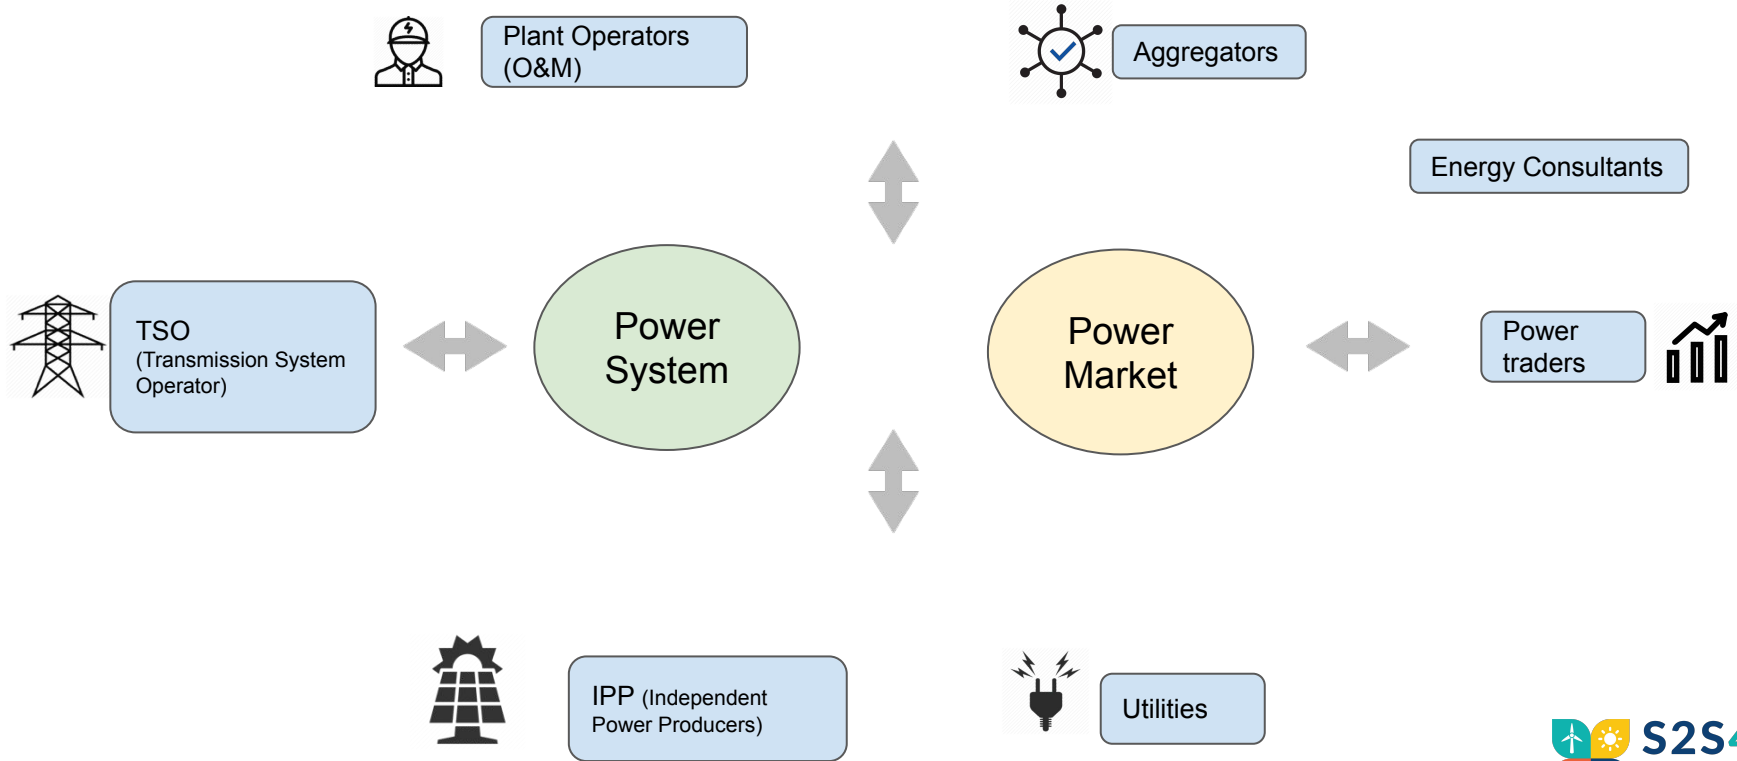 Plant Operators
(O&M)
Aggregators
Energy Consultants
TSO
(Transmission System
Operator)
Power
System
Power
Market
Power
traders
IPP (Independent
Power Producers)
Utilities
S2S4